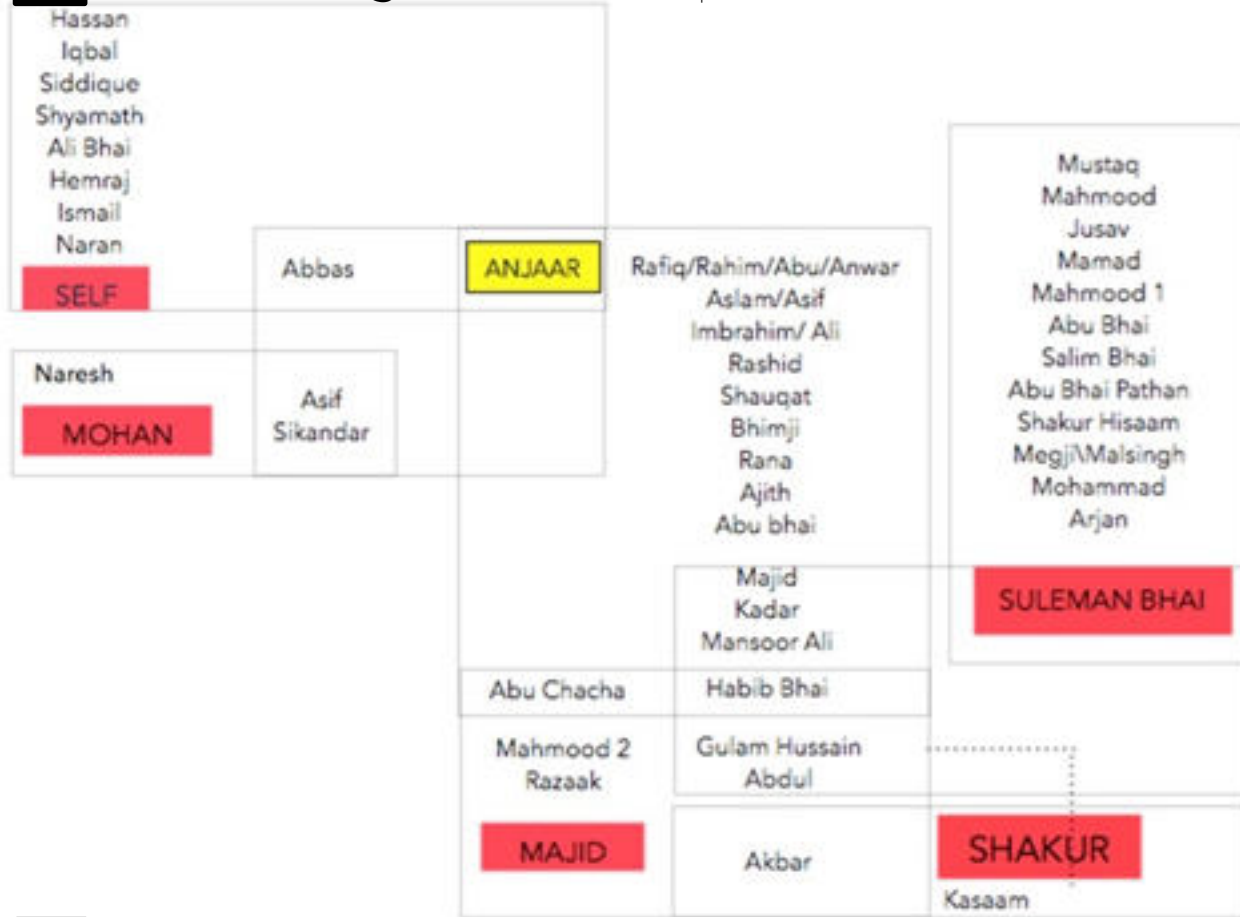 Hassan
Iqbal
Siddique
Shyamath
Ali Bhai
Hemraj
Ismail
Naran
SELF
Abbas
ANJAAR
Naresh
MOHAN
Asif
Sikandar
Rafiq/Rahim/Abu/Anwar
Aslam/Asif
Imbrahim/ Ali
Rashid
Shauqat
Bhimji
Rana
Ajith
Abu bhai
Majid
Kadar
Mansoor Ali
Mustaq
Mahmood
Jusav
Mamad
Mahmood 1
Abu Bhai
Salim Bhai
Abu Bhai Pathan
Shakur Hisaam
Megji\Malsingh
Mohammad
Arjan
SULEMAN BHAI
Abu Chacha
Habib Bhai
Mahmood 2
Razaak
Gulam Hussain
Abdul
MAJID
Akbar
SHAKUR
Kasaam